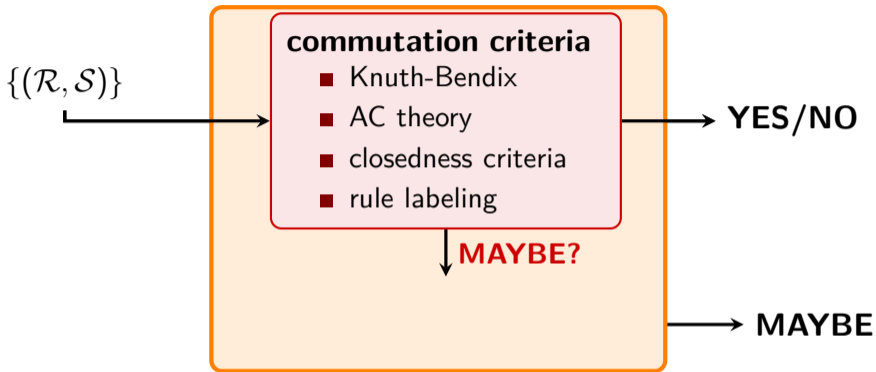 commutation criteria
{(R, S)}
Knuth-Bendix
AC theory
YES/NO
closedness criteria
rule labeling
MAYBE?
MAYBE